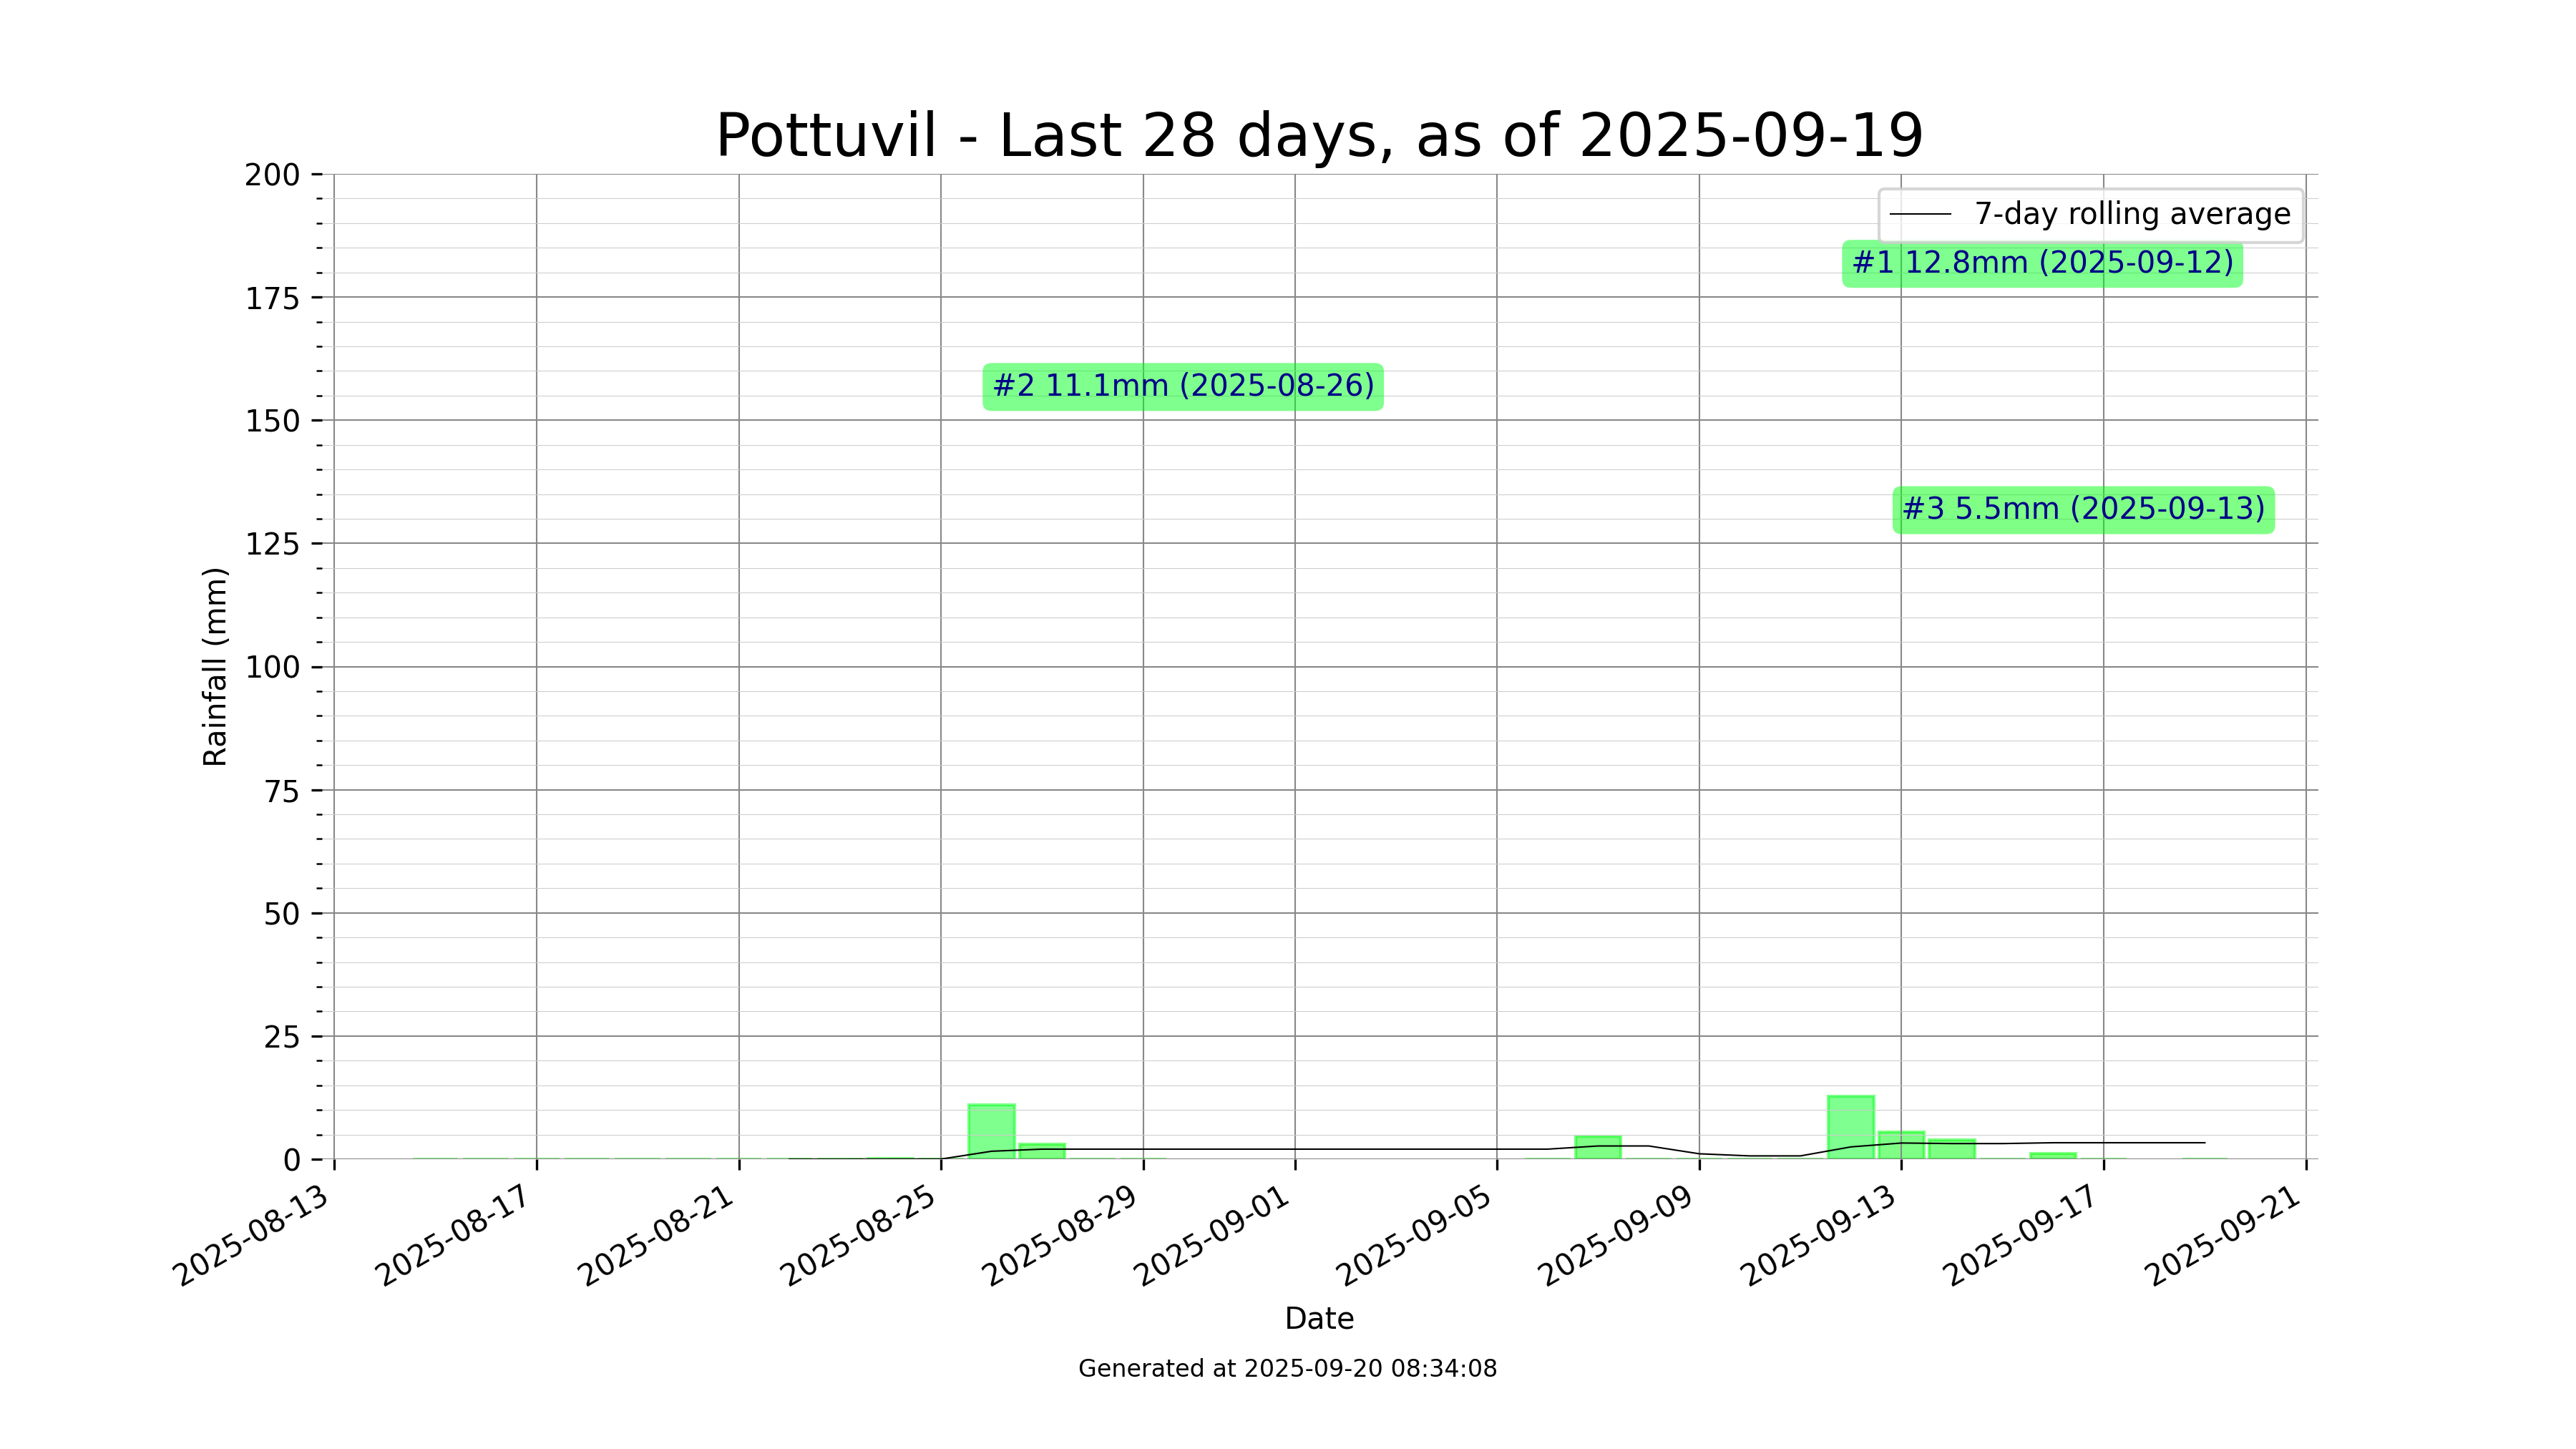 Pottuvil - Last 28 days, as of 2025-09-19
200
175
150
125
100
75
50
25
0
Rainfall (mm)
7-day rolling average
#1 12.8mm (2025-09-12)
#2 11.1mm (2025-08-26)
#3 5.5mm (2025-09-13)
2025-08-13
2025-08-17
2025-08-21
2025-08-25
2025-08-29
2025-09-01
2025-09-05
2025-09-09
2025-09-13
2025-09-17
2025-09-21
Date
Generated at 2025-09-20 08:34:08